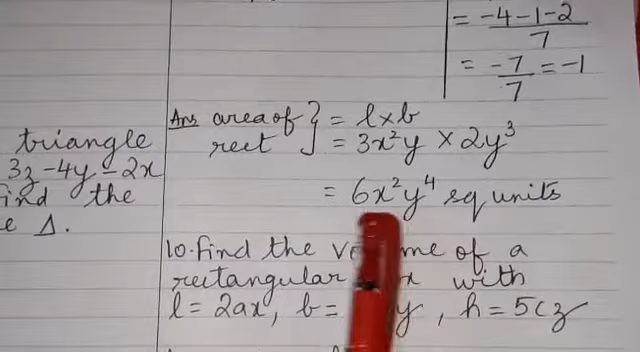 = -4-1-2
7
= -7 = -1
7
Ans area of } = l×b
rect = 3x²y × 2y³
= 6x²y⁴ sq units
triangle
3z-4y-2x
find the
Δ.
10. find the of a
rectangular with
l = 2ax, b = y, h = 5cz